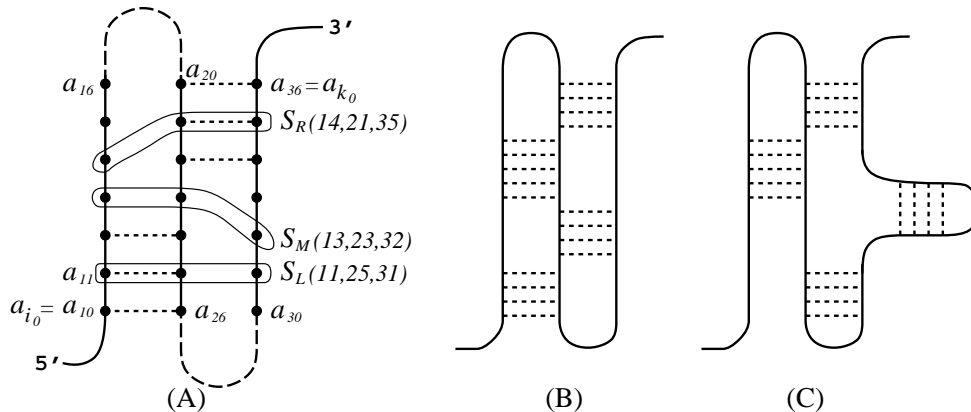 3′
a16
a20
a36 = ak0
SR(14,21,35)
SM(13,23,32)
a11
SL(11,25,31)
ai0 = a10
a26
a30
5′
(A)
(B)
(C)